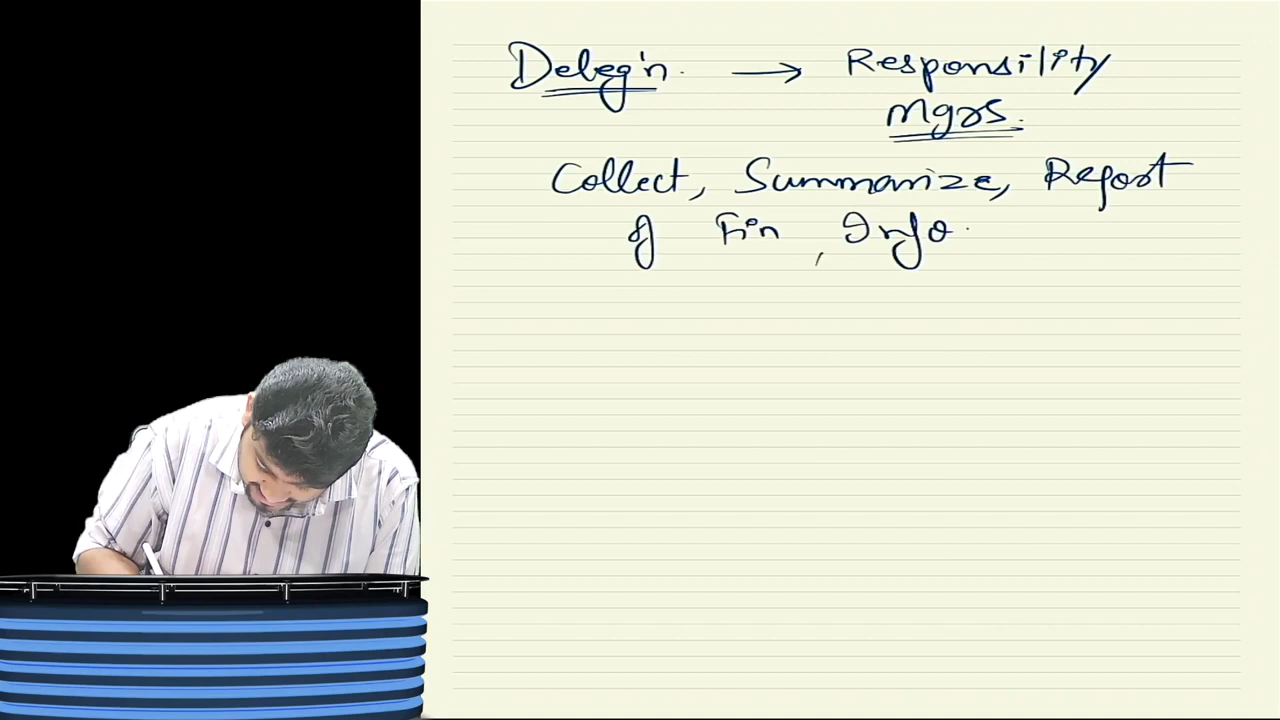 Deleg'n. → Responsility
Mgrs.
Collect, Summarize, Report
of Fin Info.